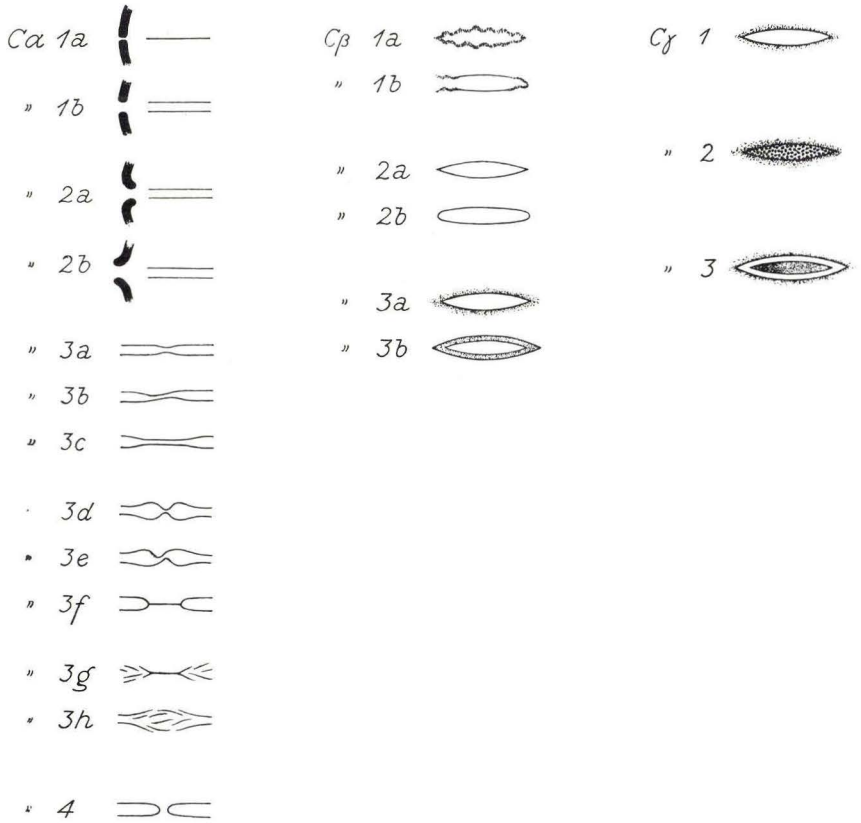 Cα 1a
" 1b
" 2a
" 2b
" 3a
" 3b
" 3c
" 3d
" 3e
" 3f
" 3g
" 3h
" 4
Cβ 1a
" 1b
" 2a
" 2b
" 3a
" 3b
Cγ 1
" 2
" 3